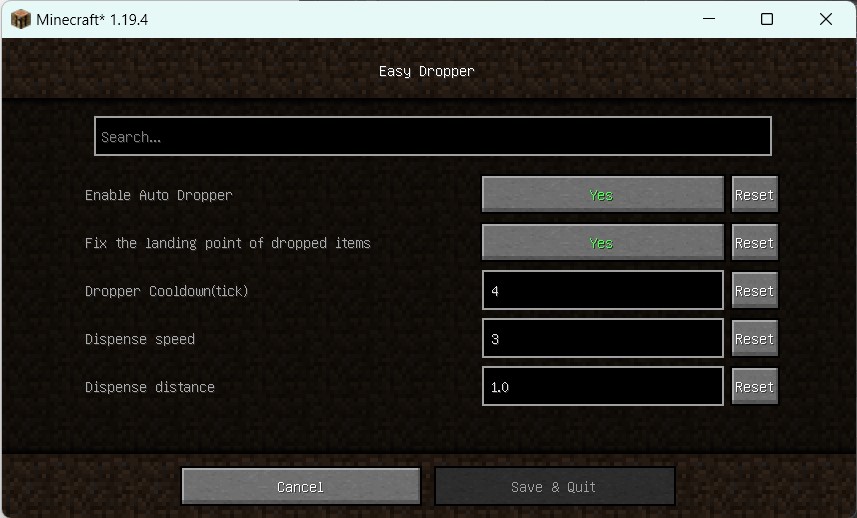 Minecraft* 1.19.4
Easy Dropper
Search...
Enable Auto Dropper Yes Reset
Fix the landing point of dropped items Yes Reset
Dropper Cooldown(tick) 4 Reset
Dispense speed 3 Reset
Dispense distance 1.0 Reset
Cancel Save & Quit